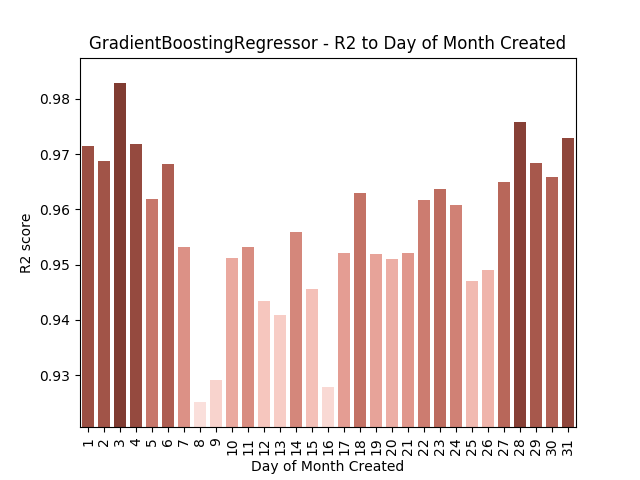 GradientBoostingRegressor - R2 to Day of Month Created
0.98
0.97
0.96
0.95
0.94
0.93
R2 score
1 2 3 4 5 6 7 8 9 10 11 12 13 14 15 16 17 18 19 20 21 22 23 24 25 26 27 28 29 30 31
Day of Month Created